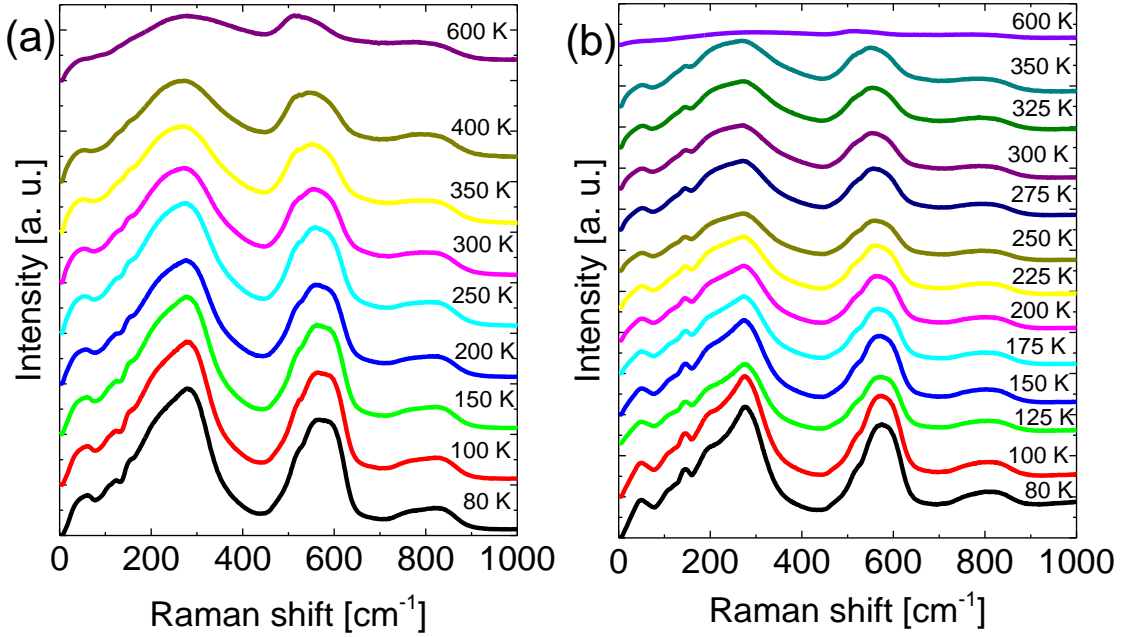 (a)
600 K
400 K
350 K
300 K
250 K
200 K
150 K
100 K
80 K
Intensity [a. u.]
0 200 400 600 800 1000
Raman shift [cm-1]
(b)
600 K
350 K
325 K
300 K
275 K
250 K
225 K
200 K
175 K
150 K
125 K
100 K
80 K
Intensity [a. u.]
0 200 400 600 800 1000
Raman shift [cm-1]